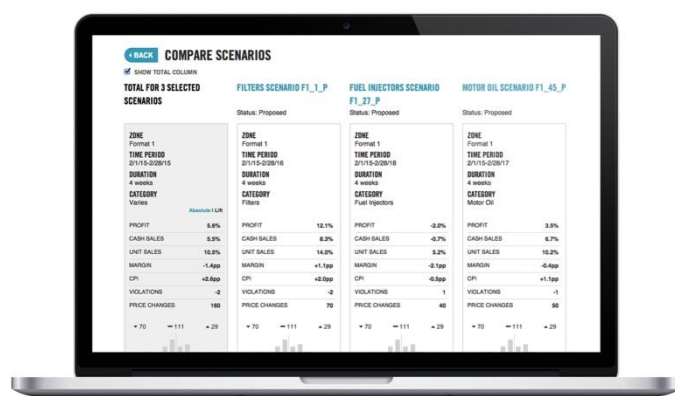 BACK COMPARE SCENARIOS
SHOW TOTAL COLUMN
TOTAL FOR 3 SELECTED
SCENARIOS
ZONE
Format 1
TIME PERIOD
2/1/15-2/28/15
DURATION
4 weeks
CATEGORY
Varies
Absolute | Lift
PROFIT 5.6%
CASH SALES 5.5%
UNIT SALES 10.5%
MARGIN -1.4pp
CPI +2.6pp
VIOLATIONS -2
PRICE CHANGES 160
70 111 29
FILTERS SCENARIO F1_1_P
Status: Proposed
ZONE
Format 1
TIME PERIOD
2/1/15-2/28/16
DURATION
4 weeks
CATEGORY
Filters
PROFIT 12.1%
CASH SALES 8.3%
UNIT SALES 14.0%
MARGIN +1.1pp
CPI +2.0pp
VIOLATIONS -2
PRICE CHANGES 70
70 111 29
FUEL INJECTORS SCENARIO
F1_27_P
Status: Proposed
ZONE
Format 1
TIME PERIOD
2/1/15-2/28/18
DURATION
4 weeks
CATEGORY
Fuel Injectors
PROFIT -2.0%
CASH SALES -0.7%
UNIT SALES 5.2%
MARGIN -2.1pp
CPI -0.5pp
VIOLATIONS 1
PRICE CHANGES 40
70 111 29
MOTOR OIL SCENARIO F1_45_P
Status: Proposed
ZONE
Format 1
TIME PERIOD
2/1/15-2/28/17
DURATION
4 weeks
CATEGORY
Motor Oil
PROFIT 3.5%
CASH SALES 6.7%
UNIT SALES 10.2%
MARGIN -0.4pp
CPI +1.1pp
VIOLATIONS -1
PRICE CHANGES 50
70 111 29